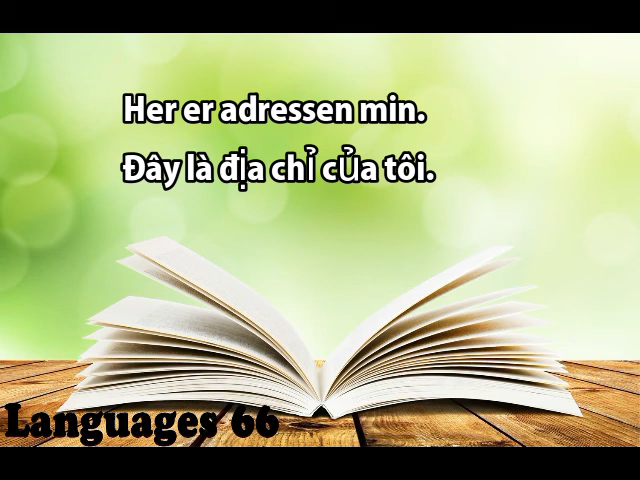 Her er adressen min.
Đây là địa chỉ của tôi.
Languages 66